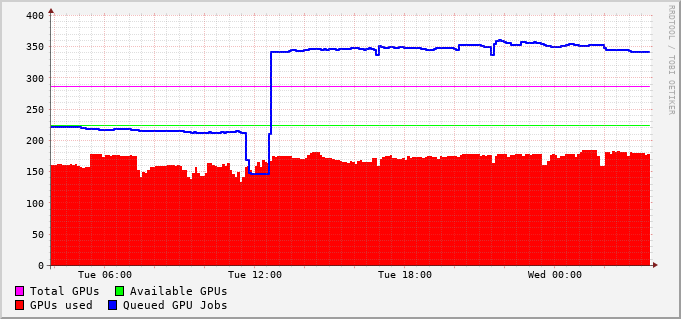 400
350
300
250
200
150
100
50
0
Tue 06:00 Tue 12:00 Tue 18:00 Wed 00:00
Total GPUs Available GPUs
GPUs used Queued GPU Jobs
RRDTOOL / TOBI OETIKER